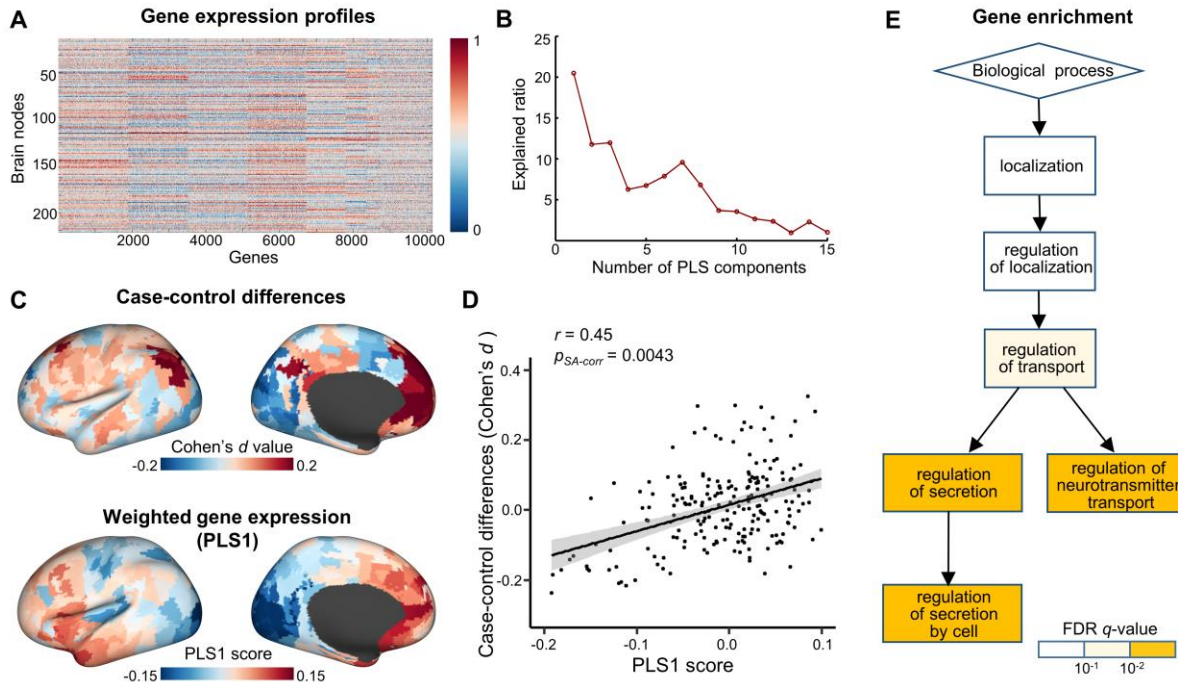 A
Gene expression profiles
Brain nodes
50
100
150
200
2000
4000
6000
8000
10000
Genes
1
0
B
Explained ratio
25
20
15
10
5
0
5
10
15
Number of PLS components
C
Case-control differences
Cohen's d value
-0.2
0.2
Weighted gene expression
(PLS1)
PLS1 score
-0.15
0.15
D
r = 0.45
pSA-corr = 0.0043
Case-control differences (Cohen's d )
0.4
0.2
0.0
-0.2
-0.2
-0.1
0.0
0.1
PLS1 score
E
Gene enrichment
Biological process
localization
regulation
of localization
regulation
of transport
regulation
of secretion
regulation of
neurotransmitter
transport
regulation
of secretion
by cell
FDR q-value
10-1
10-2